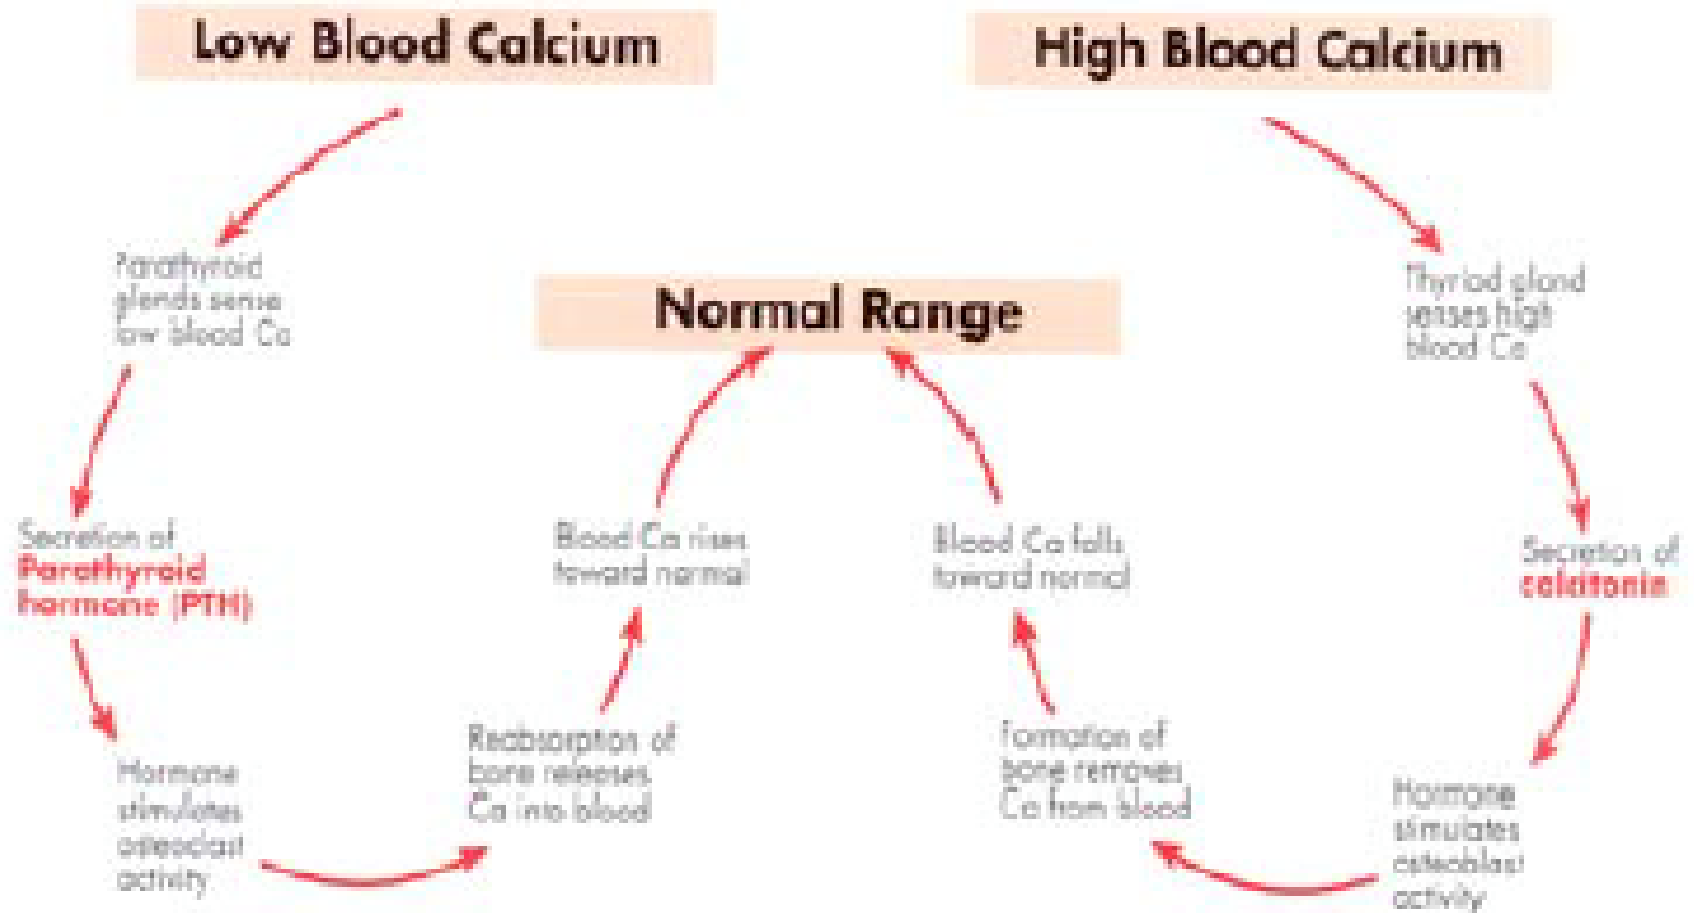 Low Blood Calcium
High Blood Calcium
Normal Range
Parathyroid
glands sense
low blood Ca
Secretion of
Parathyroid
hormone (PTH)
Hormone
stimulates
osteoclast
activity
Reabsorption of
bone releases
Ca into blood
Blood Ca rises
toward normal
Thyriod gland
senses high
blood Ca
Secretion of
calcitonin
Hormone
stimulates
osteoblast
activity
Formation of
bone removes
Ca from blood
Blood Ca falls
toward normal